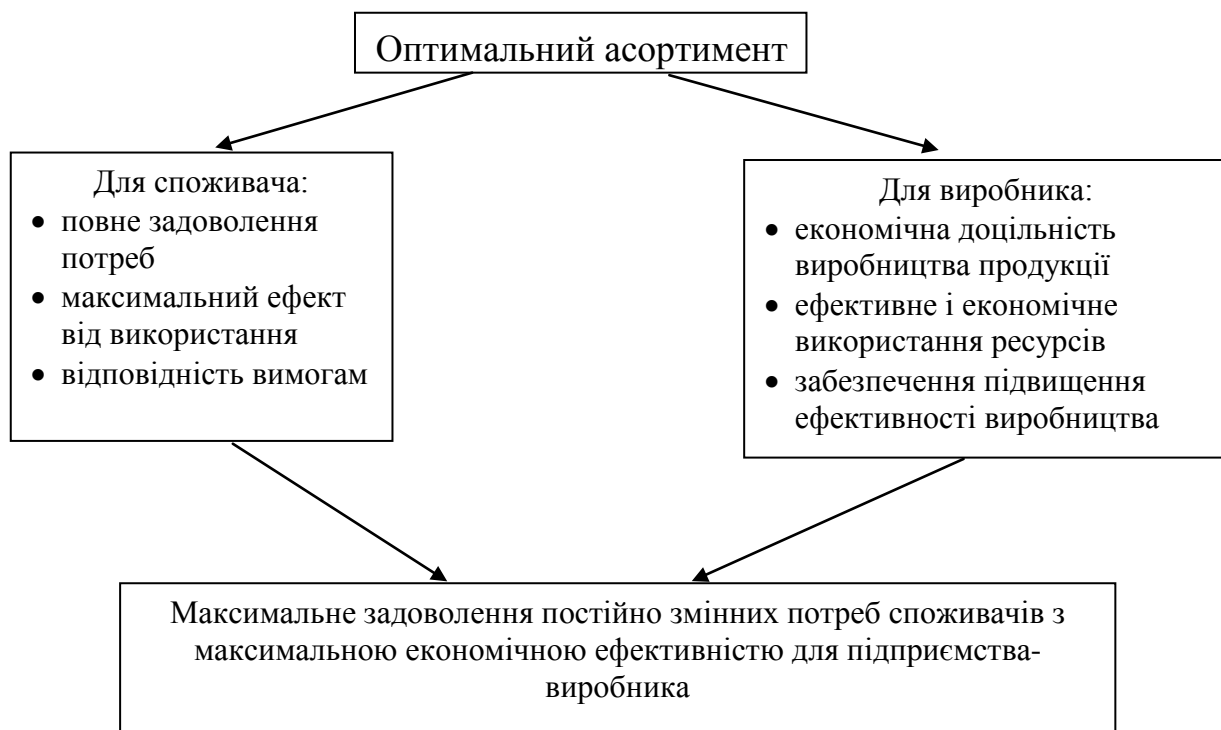 Оптимальний асортимент
Для споживача:
• повне задоволення
потреб
• максимальний ефект
від використання
• відповідність вимогам
Для виробника:
• економічна доцільність
виробництва продукції
• ефективне і економічне
використання ресурсів
• забезпечення підвищення
ефективності виробництва
Максимальне задоволення постійно змінних потреб споживачів з
максимальною економічною ефективністю для підприємства-
виробника